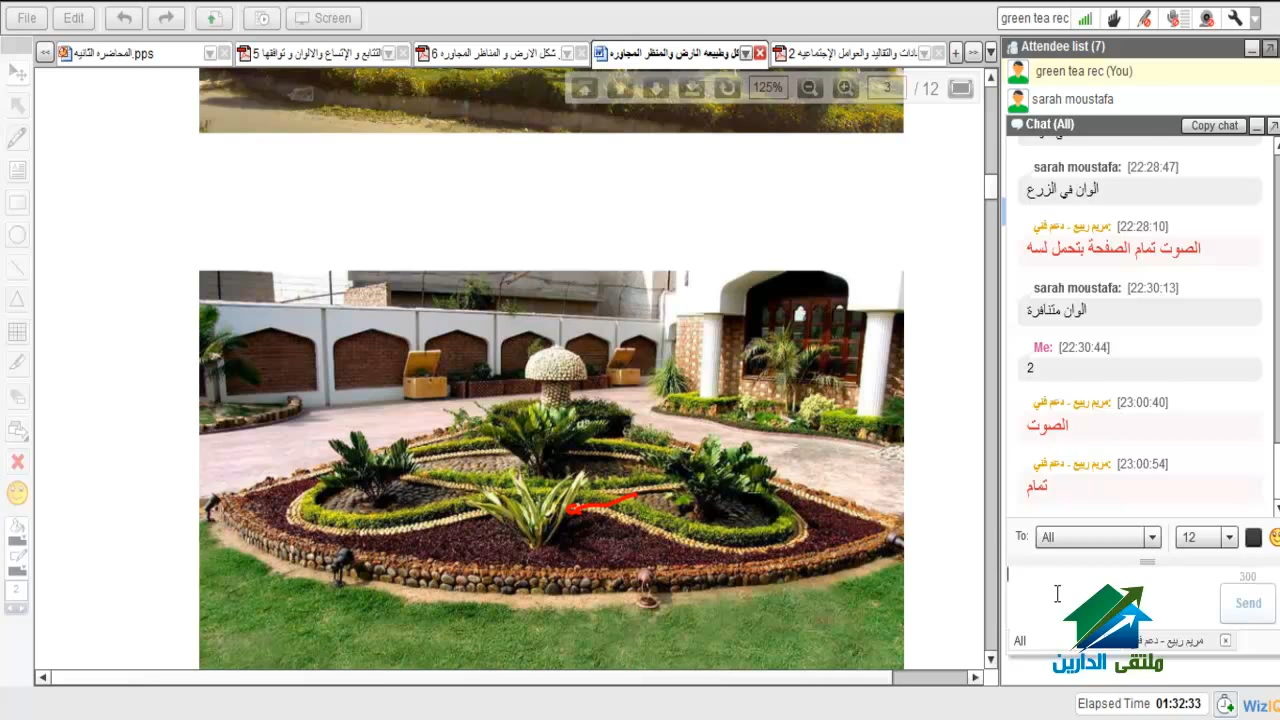 File
Edit
Screen
green tea rec
<<
المحاضره الثانيه.pps
التتابع و الإتساع والالوان و توافقها 5
شكل الارض و المناظر المجاوره 6
كل وطبيعه الارض والمنظر المجاوره
ادات والتقاليد والعوامل الإجتماعيه 2
+
>>
125%
3
/ 12
Attendee list (7)
green tea rec (You)
sarah moustafa
Chat (All)
Copy chat
sarah moustafa: [22:28:47]
الوان في الزرع
مريم ربيع - دعم فني: [22:28:10]
الصوت تمام الصفحة بتحمل لسه
sarah moustafa: [22:30:13]
الوان متنافرة
Me: [22:30:44]
2
مريم ربيع - دعم فني: [23:00:40]
الصوت
مريم ربيع - دعم فني: [23:00:54]
تمام
To:
All
12
300
Send
All
مريم ربيع - دعم ف
ملتقى الدارين
2
Elapsed Time 01:32:33
WizIQ